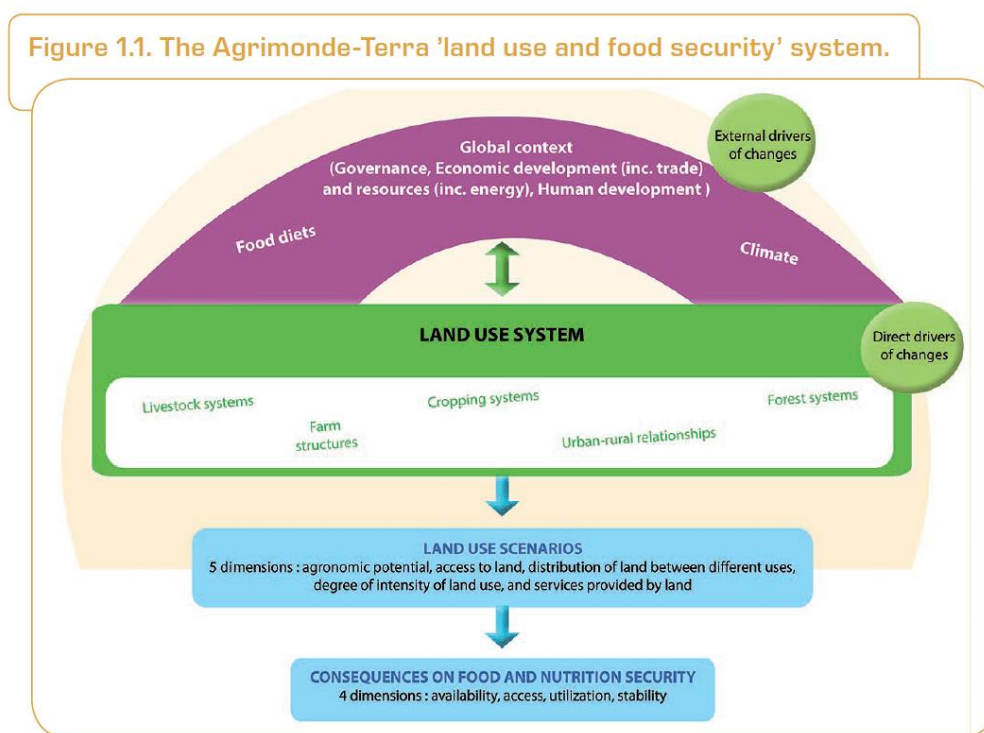 Figure 1.1. The Agrimonde-Terra ’land use and food security’ system.
External drivers
of changes
Global context
(Governance, Economic development (inc. trade)
and resources (inc. energy), Human development )
Food diets
Climate
LAND USE SYSTEM
Direct drivers
of changes
Livestock systems
Cropping systems
Forest systems
Farm
structures
Urban-rural relationships
LAND USE SCENARIOS
5 dimensions : agronomic potential, access to land, distribution of land between different uses,
degree of intensity of land use, and services provided by land
CONSEQUENCES ON FOOD AND NUTRITION SECURITY
4 dimensions : availability, access, utilization, stability